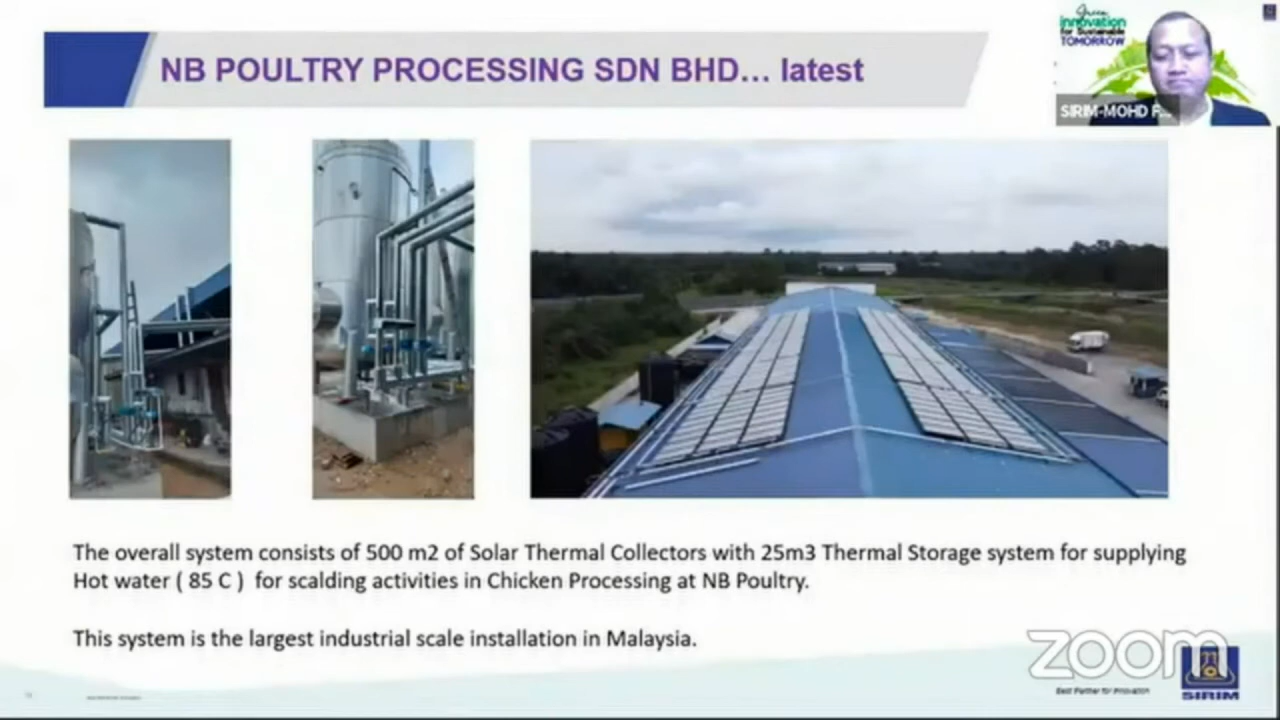 NB POULTRY PROCESSING SDN BHD... latest
Green
innovation
for Sustainable
TOMORROW
SIRIM-MOHD F...
The overall system consists of 500 m2 of Solar Thermal Collectors with 25m3 Thermal Storage system for supplying
Hot water ( 85 C ) for scalding activities in Chicken Processing at NB Poultry.
This system is the largest industrial scale installation in Malaysia.
zoom
Best Partner for Innovation
SIRIM